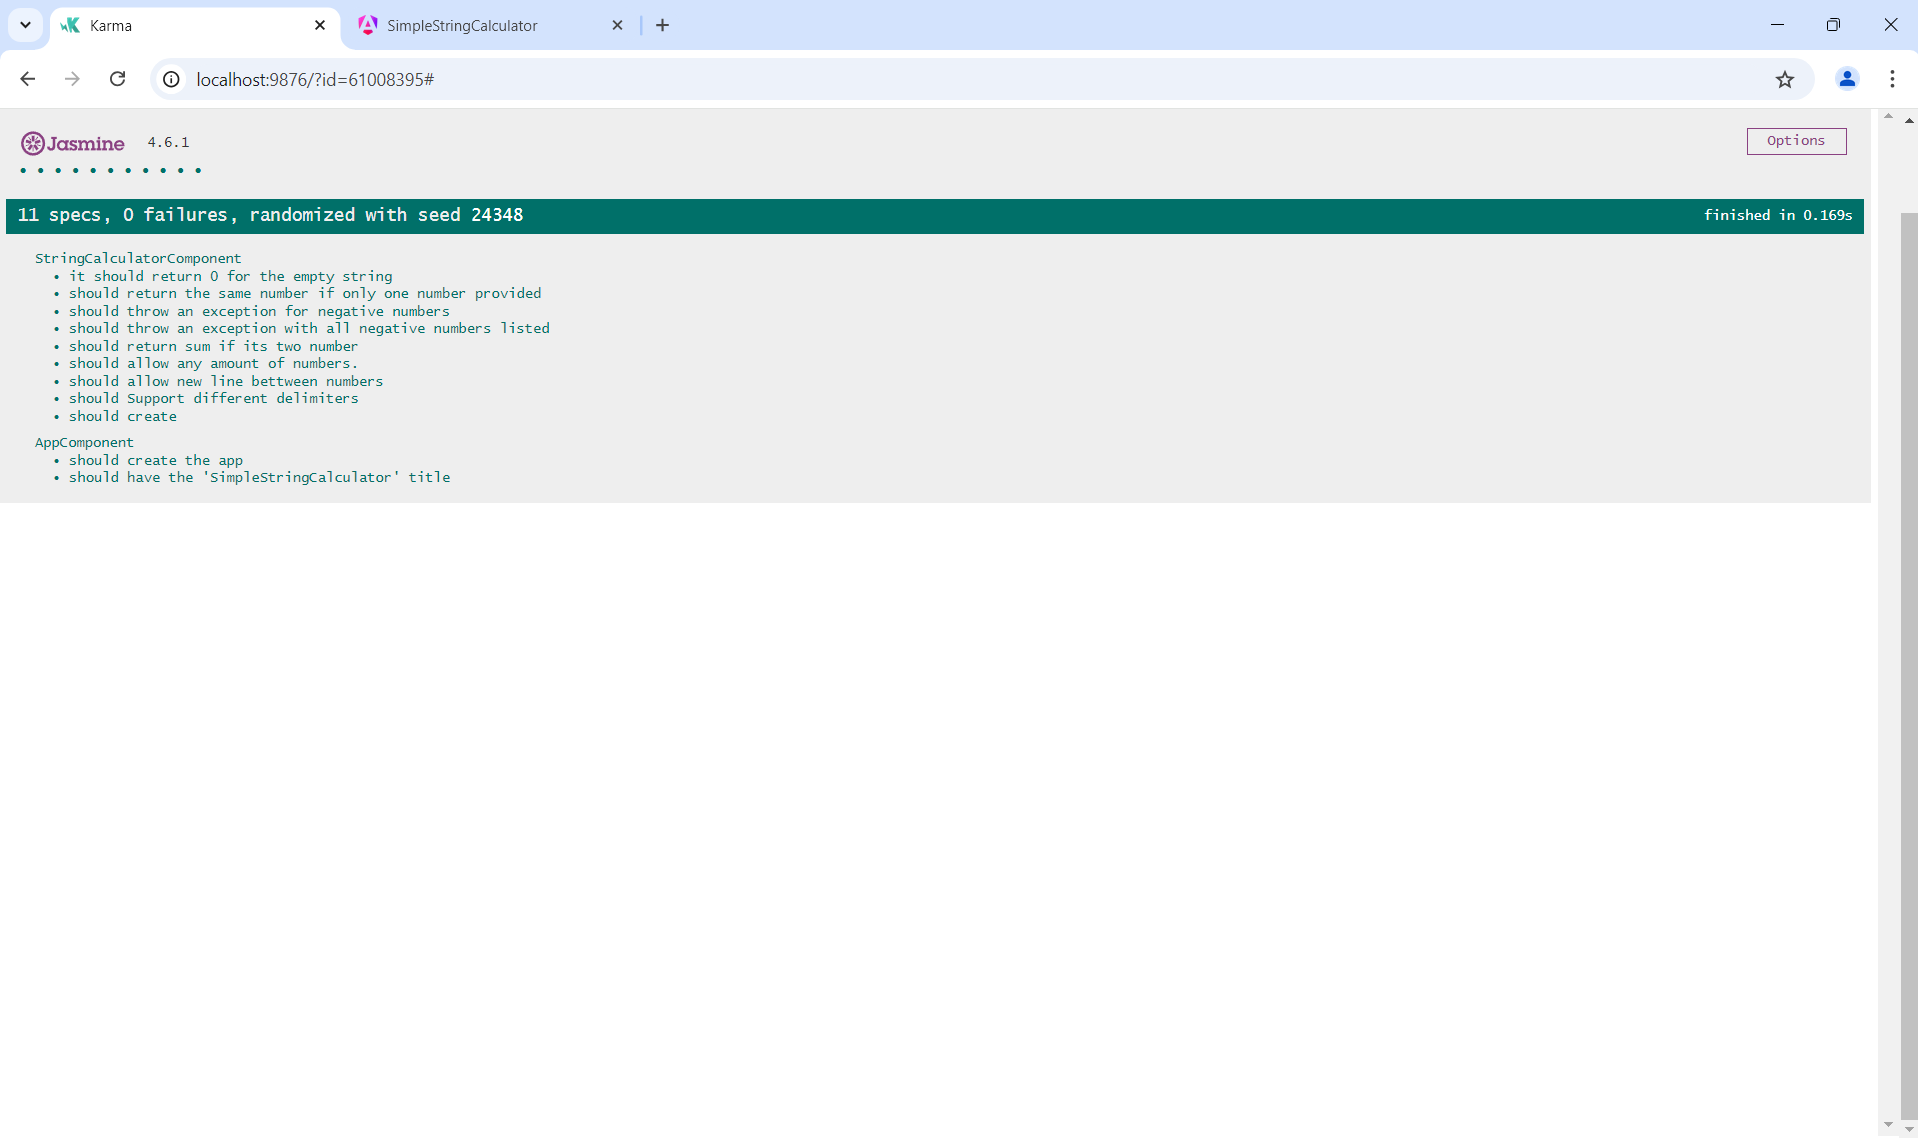 Karma
SimpleStringCalculator
localhost:9876/?id=61008395#
Jasmine 4.6.1
Options
11 specs, 0 failures, randomized with seed 24348
finished in 0.169s
StringCalculatorComponent
• it should return 0 for the empty string
• should return the same number if only one number provided
• should throw an exception for negative numbers
• should throw an exception with all negative numbers listed
• should return sum if its two number
• should allow any amount of numbers.
• should allow new line bettween numbers
• should Support different delimiters
• should create
AppComponent
• should create the app
• should have the 'SimpleStringCalculator' title